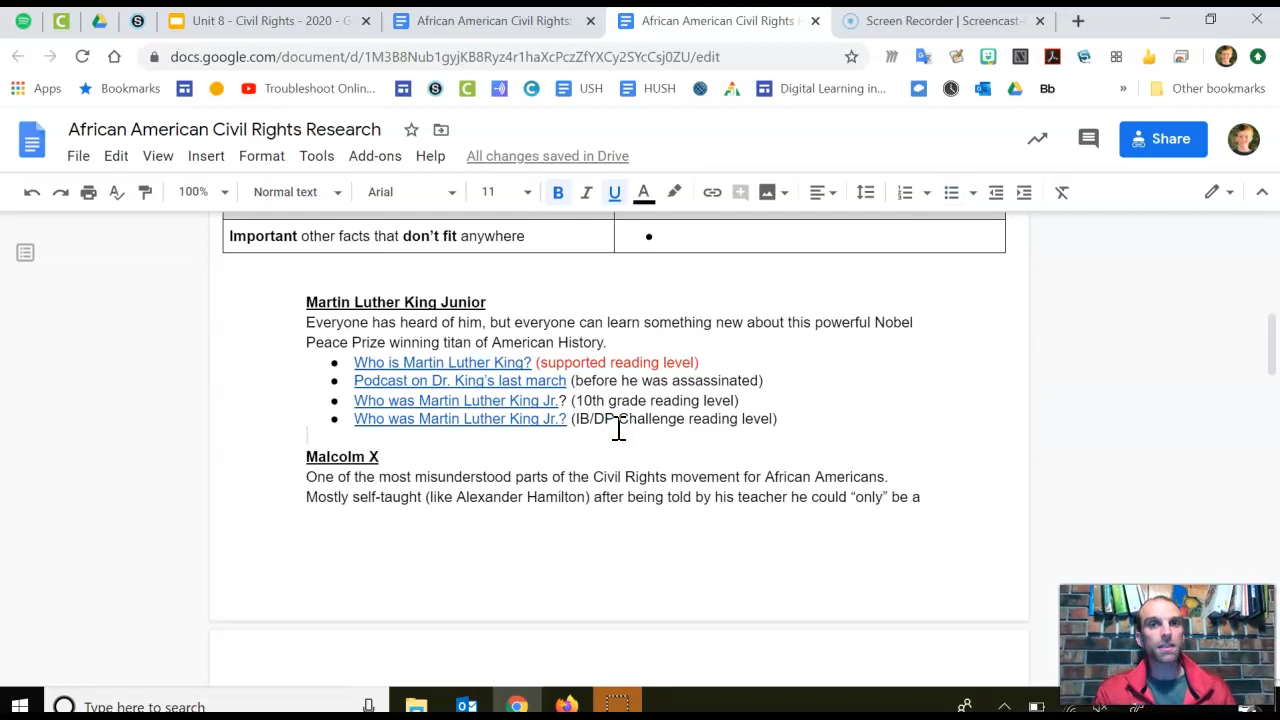 Unit 8 - Civil Rights - 2020 - G
African American Civil Rights
African American Civil Rights
Screen Recorder | Screencast-
docs.google.com/document/d/1M3B8Nub1gyjKB8Ryz4r1haXcPczZfYXCy2SYcCsj0ZU/edit
Apps
Bookmarks
Troubleshoot Onlin...
USH
HUSH
Digital Learning in...
Bb
»
Other bookmarks
African American Civil Rights Research
File Edit View Insert Format Tools Add-ons Help All changes saved in Drive
Share
100% Normal text Arial 11 B I U A
Important other facts that don't fit anywhere
Martin Luther King Junior
Everyone has heard of him, but everyone can learn something new about this powerful Nobel
Peace Prize winning titan of American History.
● Who is Martin Luther King? (supported reading level)
● Podcast on Dr. King's last march (before he was assassinated)
● Who was Martin Luther King Jr.? (10th grade reading level)
● Who was Martin Luther King Jr.? (IB/DP Challenge reading level)
Malcolm X
One of the most misunderstood parts of the Civil Rights movement for African Americans.
Mostly self-taught (like Alexander Hamilton) after being told by his teacher he could “only” be a
Type here to search